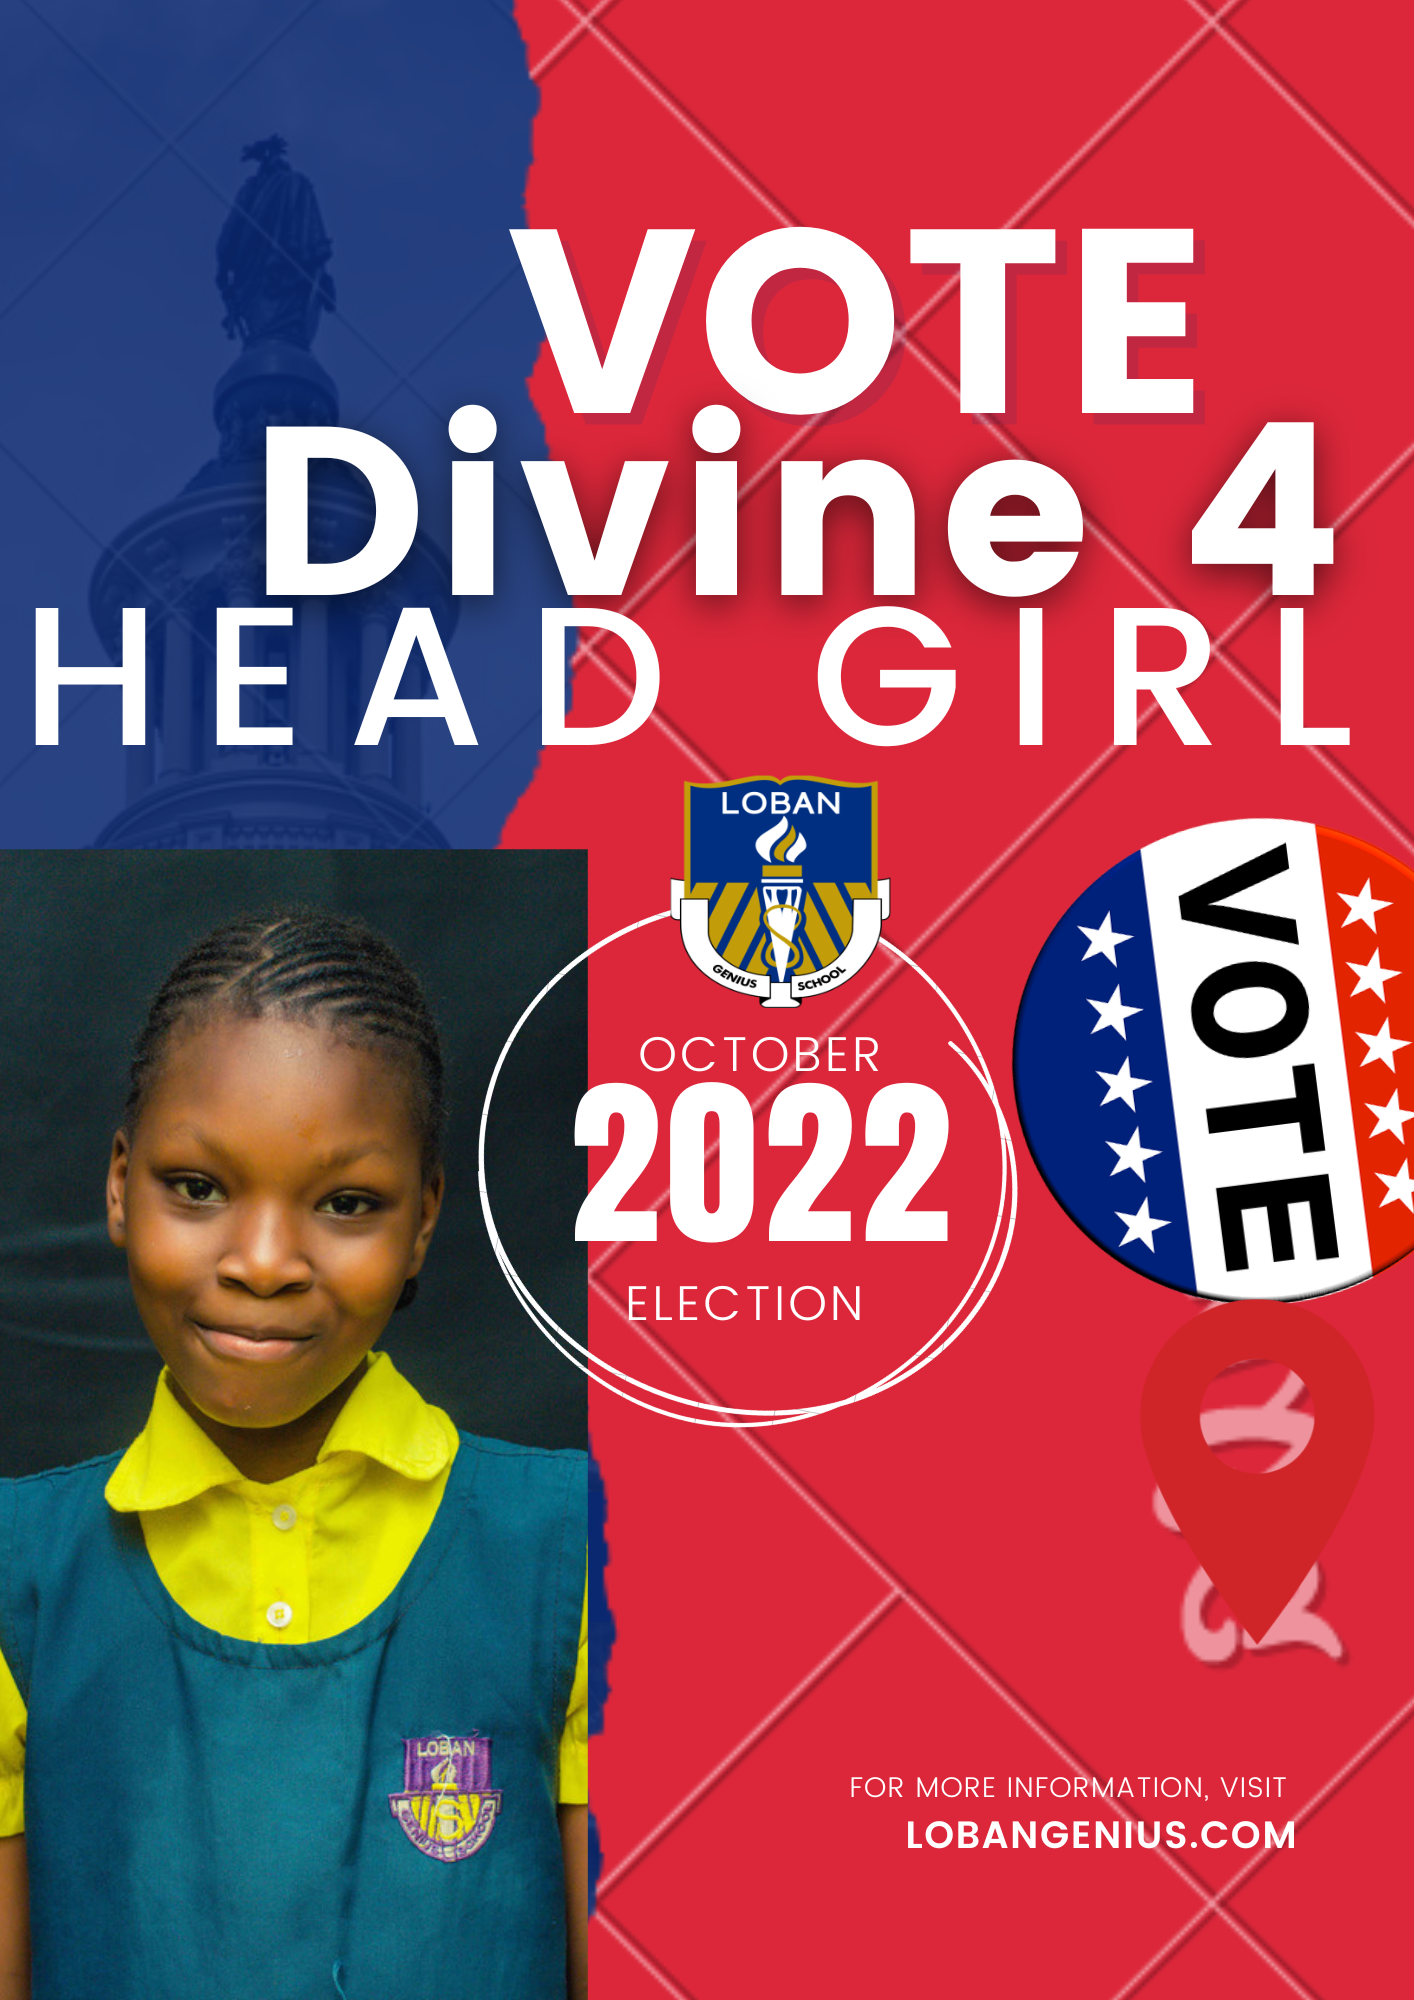 VOTE
Divine 4
HEAD GIRL
LOBAN
GENIUS SCHOOL
OCTOBER
2022
ELECTION
VOTE
LOBAN
FOR MORE INFORMATION, VISIT
LOBANGENIUS.COM